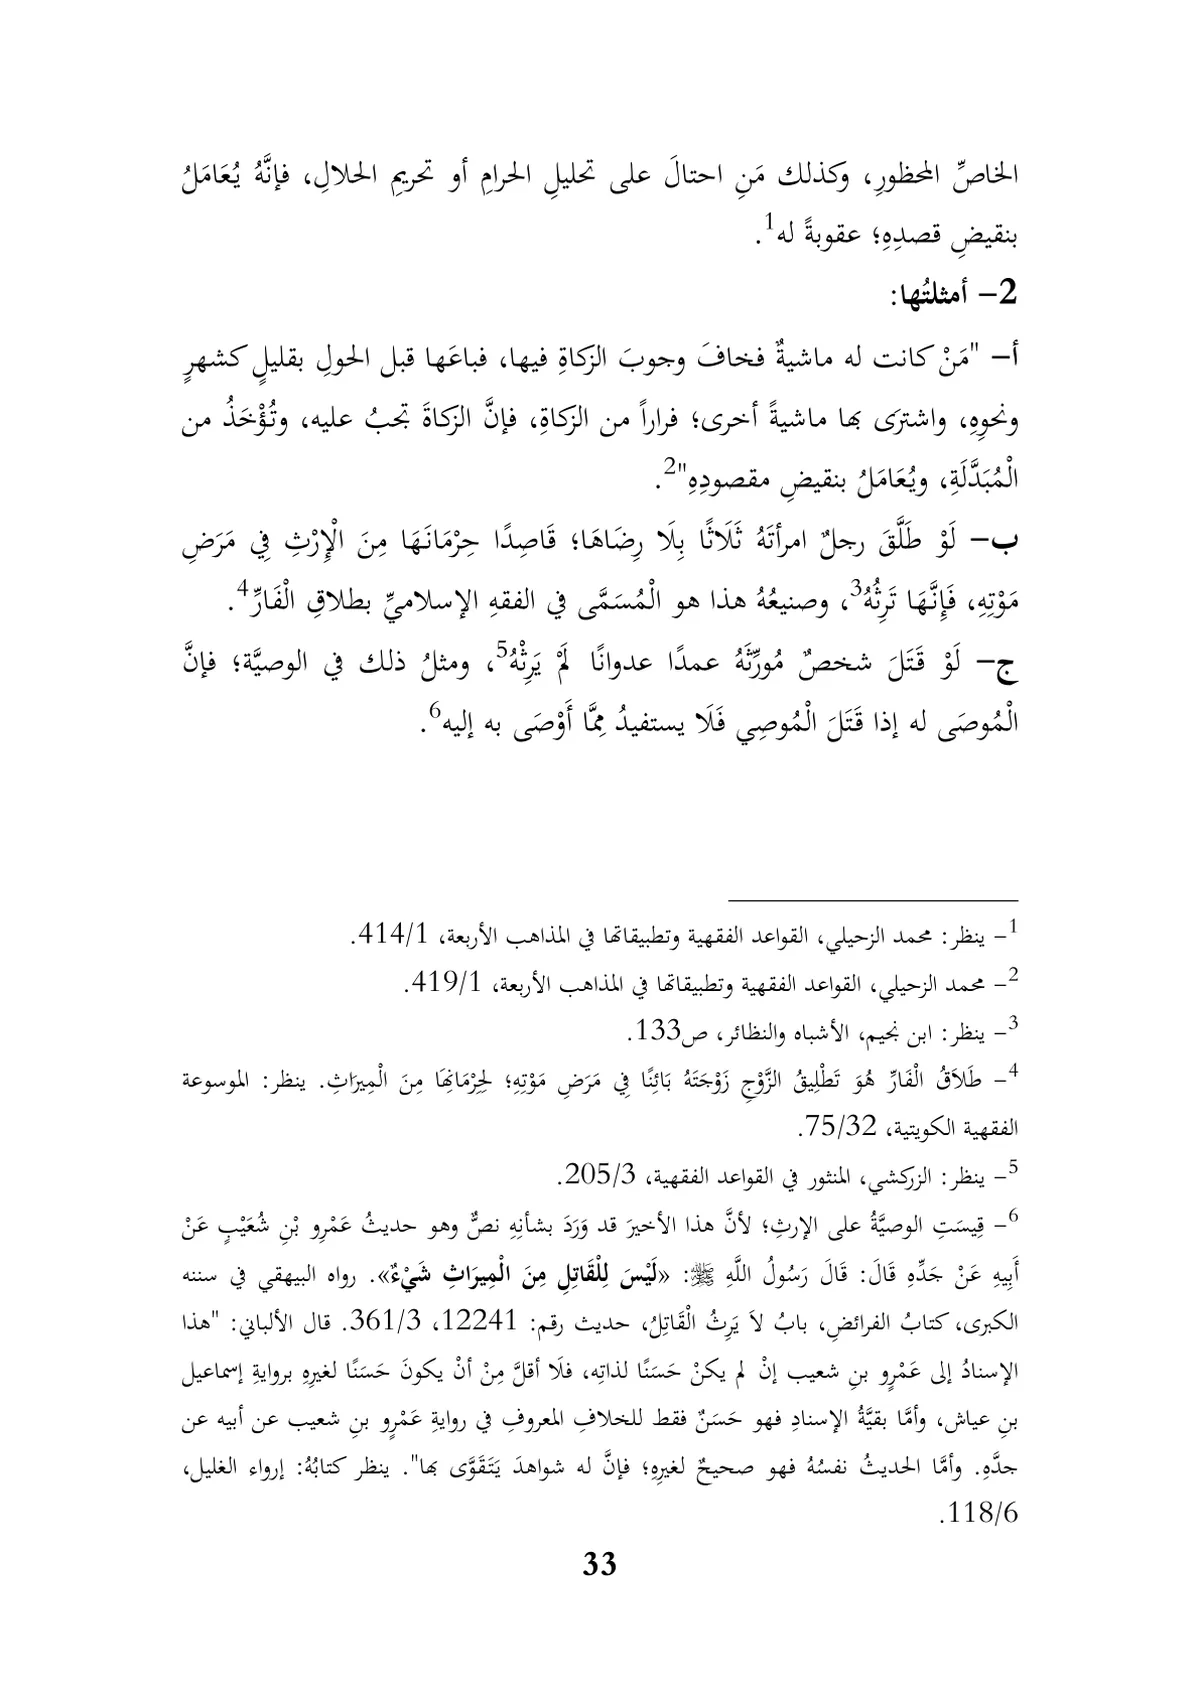 الخاصِّ المحظورِ، وكذلك مَنِ احتالَ على تحليلِ الحرامِ أو تحريمِ الحلالِ، فإنَّهُ يُعَامَلُ
بنقيضِ قصدِهِ؛ عقوبةً له1.
2- أمثلتُها:
أ- "مَنْ كانت له ماشيةٌ فخافَ وجوبَ الزكاةِ فيها، فباعَها قبل الحولِ بقليلٍ كشهرٍ
ونحوِهِ، واشترَى بها ماشيةً أخرى؛ فراراً من الزكاةِ، فإنَّ الزكاةَ تجبُ عليه، وتُؤْخَذُ من
الْمُبَدَّلَةِ، ويُعَامَلُ بنقيضِ مقصودِهِ"2.
ب- لَوْ طَلَّقَ رجلٌ امرأتَهُ ثَلَاثًا بِلَا رِضَاهَا؛ قَاصِدًا حِرْمَانَهَا مِنَ الْإِرْثِ فِي مَرَضِ
مَوْتِهِ، فَإِنَّهَا تَرِثُهُ3، وصنيعُهُ هذا هو الْمُسَمَّى في الفقهِ الإسلاميِّ بطلاقِ الْفَارِّ4.
ج- لَوْ قَتَلَ شخصٌ مُورِّثَهُ عمدًا عدوانًا لَمْ يَرِثْهُ5، ومثلُ ذلك في الوصيَّة؛ فإنَّ
الْمُوصَى له إذا قَتَلَ الْمُوصِي فَلَا يستفيدُ مِمَّا أَوْصَى به إليه6.
1- ينظر: محمد الزحيلي، القواعد الفقهية وتطبيقاتها في المذاهب الأربعة، 414/1.
2- محمد الزحيلي، القواعد الفقهية وتطبيقاتها في المذاهب الأربعة، 419/1.
3- ينظر: ابن نجيم، الأشباه والنظائر، ص133.
4- طَلَاقُ الْفَارِّ هُوَ تَطْلِيقُ الزَّوْجِ زَوْجَتَهُ بَائِنًا فِي مَرَضِ مَوْتِهِ؛ لِحِرْمَانِهَا مِنَ الْمِيرَاثِ. ينظر: الموسوعة
الفقهية الكويتية، 75/32.
5- ينظر: الزركشي، المنثور في القواعد الفقهية، 205/3.
6- قِيسَتِ الوصيَّةُ على الإرثِ؛ لأنَّ هذا الأخيرَ قد وَرَدَ بشأنِهِ نصٌّ وهو حديثُ عَمْرِو بْنِ شُعَيْبٍ عَنْ
أَبِيهِ عَنْ جَدِّهِ قَالَ: قَالَ رَسُولُ اللَّهِ ﷺ: «لَيْسَ لِلْقَاتِلِ مِنَ الْمِيرَاثِ شَيْءٌ». رواه البيهقي في سننه
الكبرى، كتابُ الفرائضِ، بابُ لاَ يَرِثُ الْقَاتِلُ، حديث رقم: 12241، 361/3. قال الألباني: "هذا
الإسنادُ إلى عَمْرٍو بنِ شعيب إنْ لم يكنْ حَسَنًا لذاتِه، فلَا أقلَّ مِنْ أنْ يكونَ حَسَنًا لغيرِهِ بروايةِ إسماعيل
بنِ عياش، وأمَّا بقيَّةُ الإسنادِ فهو حَسَنٌ فقط للخلافِ المعروفِ في روايةِ عَمْرٍو بنِ شعيب عن أبيه عن
جدِّهِ. وأمَّا الحديثُ نفسُهُ فهو صحيحٌ لغيرِهِ؛ فإنَّ له شواهدَ يَتَقَوَّى بها". ينظر كتابُهُ: إرواء الغليل،
118/6.
33